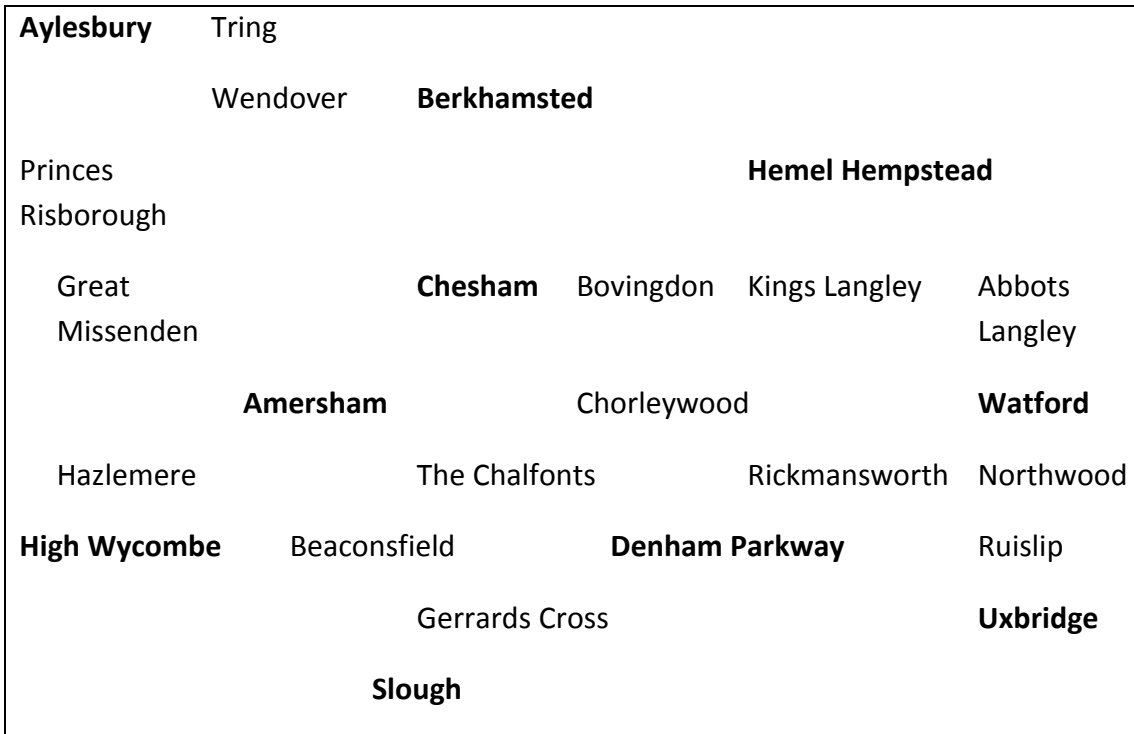 Aylesbury Tring
Wendover Berkhamsted
Princes Hemel Hempstead
Risborough
Great Chesham Bovingdon Kings Langley Abbots
Missenden Langley
Amersham Chorleywood Watford
Hazlemere The Chalfonts Rickmansworth Northwood
High Wycombe Beaconsfield Denham Parkway Ruislip
Gerrards Cross Uxbridge
Slough